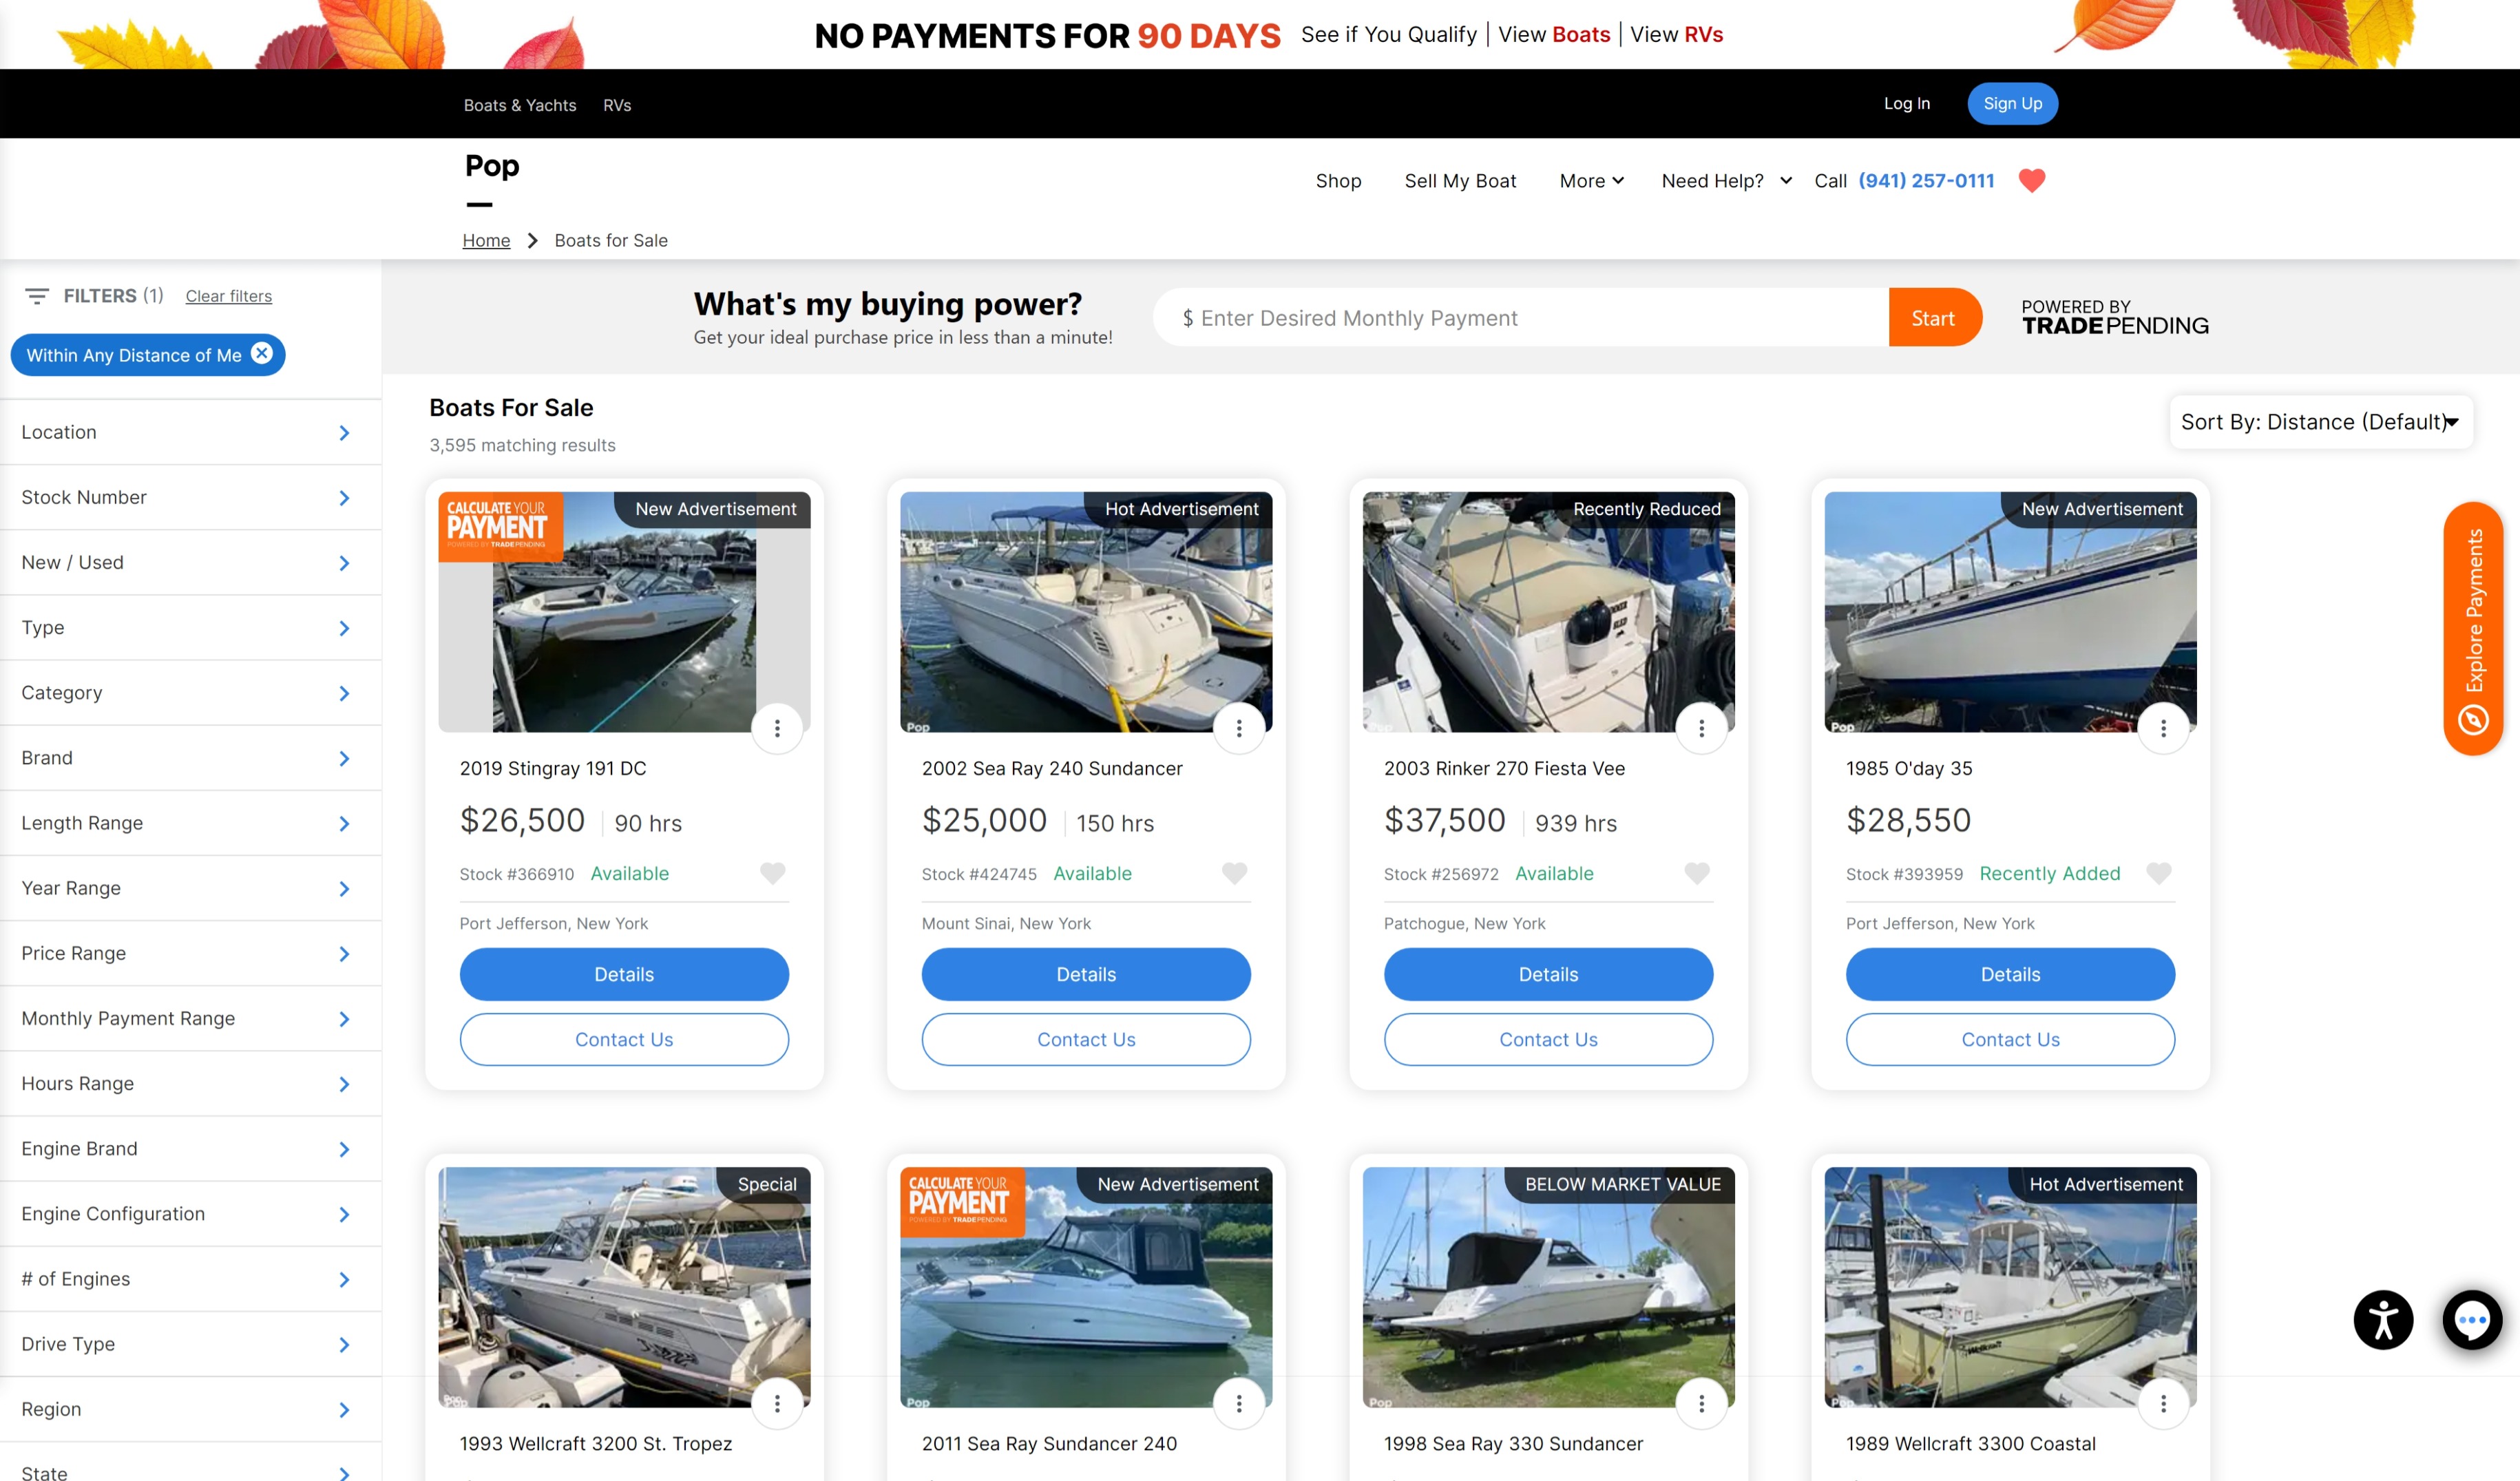 NO PAYMENTS FOR 90 DAYS See if You Qualify | View Boats | View RVs
Boats & Yachts RVs Log In Sign Up
Pop
Shop Sell My Boat More Need Help? Call (941) 257-0111
Home Boats for Sale
FILTERS (1) Clear filters
Within Any Distance of Me
Location
Stock Number
New / Used
Type
Category
Brand
Length Range
Year Range
Price Range
Monthly Payment Range
Hours Range
Engine Brand
Engine Configuration
# of Engines
Drive Type
Region
State
What's my buying power?
Get your ideal purchase price in less than a minute!
$ Enter Desired Monthly Payment
Start
POWERED BY
TRADEPENDING
Boats For Sale
3,595 matching results
Sort By: Distance (Default)
CALCULATE YOUR
PAYMENT
POWERED BY TRADEPENDING
New Advertisement
2019 Stingray 191 DC
$26,500 90 hrs
Stock #366910 Available
Port Jefferson, New York
Details
Contact Us
Hot Advertisement
Pop
2002 Sea Ray 240 Sundancer
$25,000 150 hrs
Stock #424745 Available
Mount Sinai, New York
Details
Contact Us
Recently Reduced
Pop
2003 Rinker 270 Fiesta Vee
$37,500 939 hrs
Stock #256972 Available
Patchogue, New York
Details
Contact Us
New Advertisement
Pop
1985 O'day 35
$28,550
Stock #393959 Recently Added
Port Jefferson, New York
Details
Contact Us
Explore Payments
Special
Pop
1993 Wellcraft 3200 St. Tropez
CALCULATE YOUR
PAYMENT
POWERED BY TRADEPENDING
New Advertisement
Pop
2011 Sea Ray Sundancer 240
BELOW MARKET VALUE
Pop
1998 Sea Ray 330 Sundancer
Hot Advertisement
Wellcraft
Pop
1989 Wellcraft 3300 Coastal